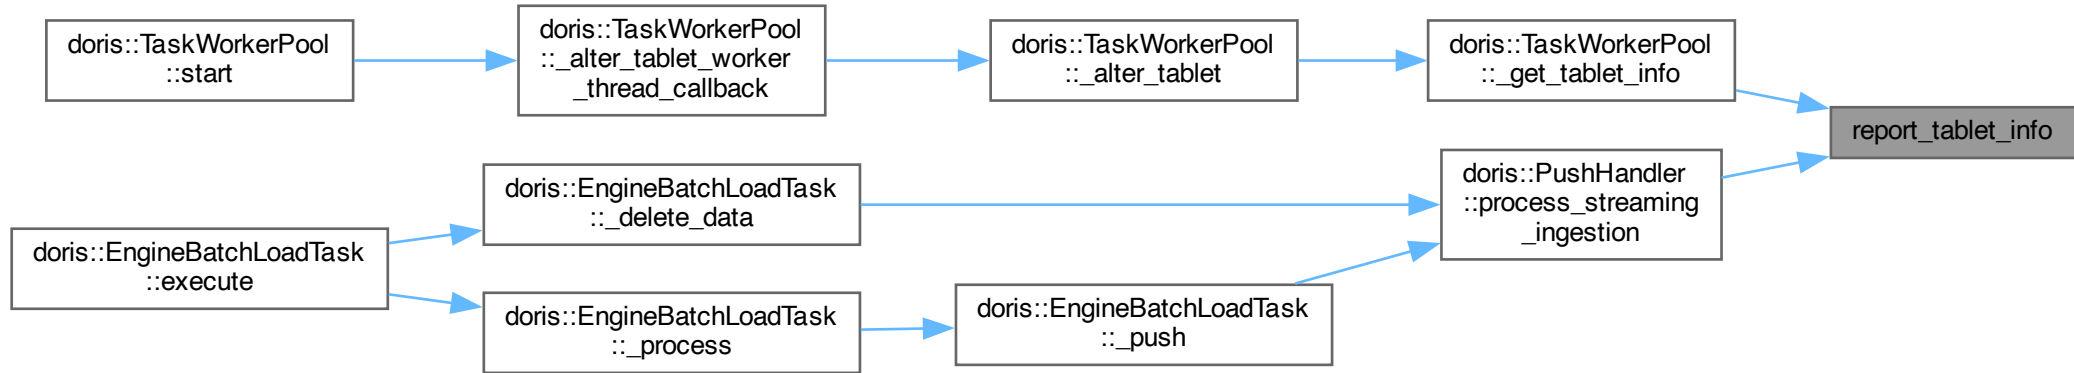 doris::TaskWorkerPool
::start
doris::TaskWorkerPool
::_alter_tablet_worker
_thread_callback
doris::TaskWorkerPool
::_alter_tablet
doris::TaskWorkerPool
::_get_tablet_info
report_tablet_info
doris::EngineBatchLoadTask
::execute
doris::EngineBatchLoadTask
::_delete_data
doris::EngineBatchLoadTask
::_process
doris::EngineBatchLoadTask
::_push
doris::PushHandler
::process_streaming
_ingestion